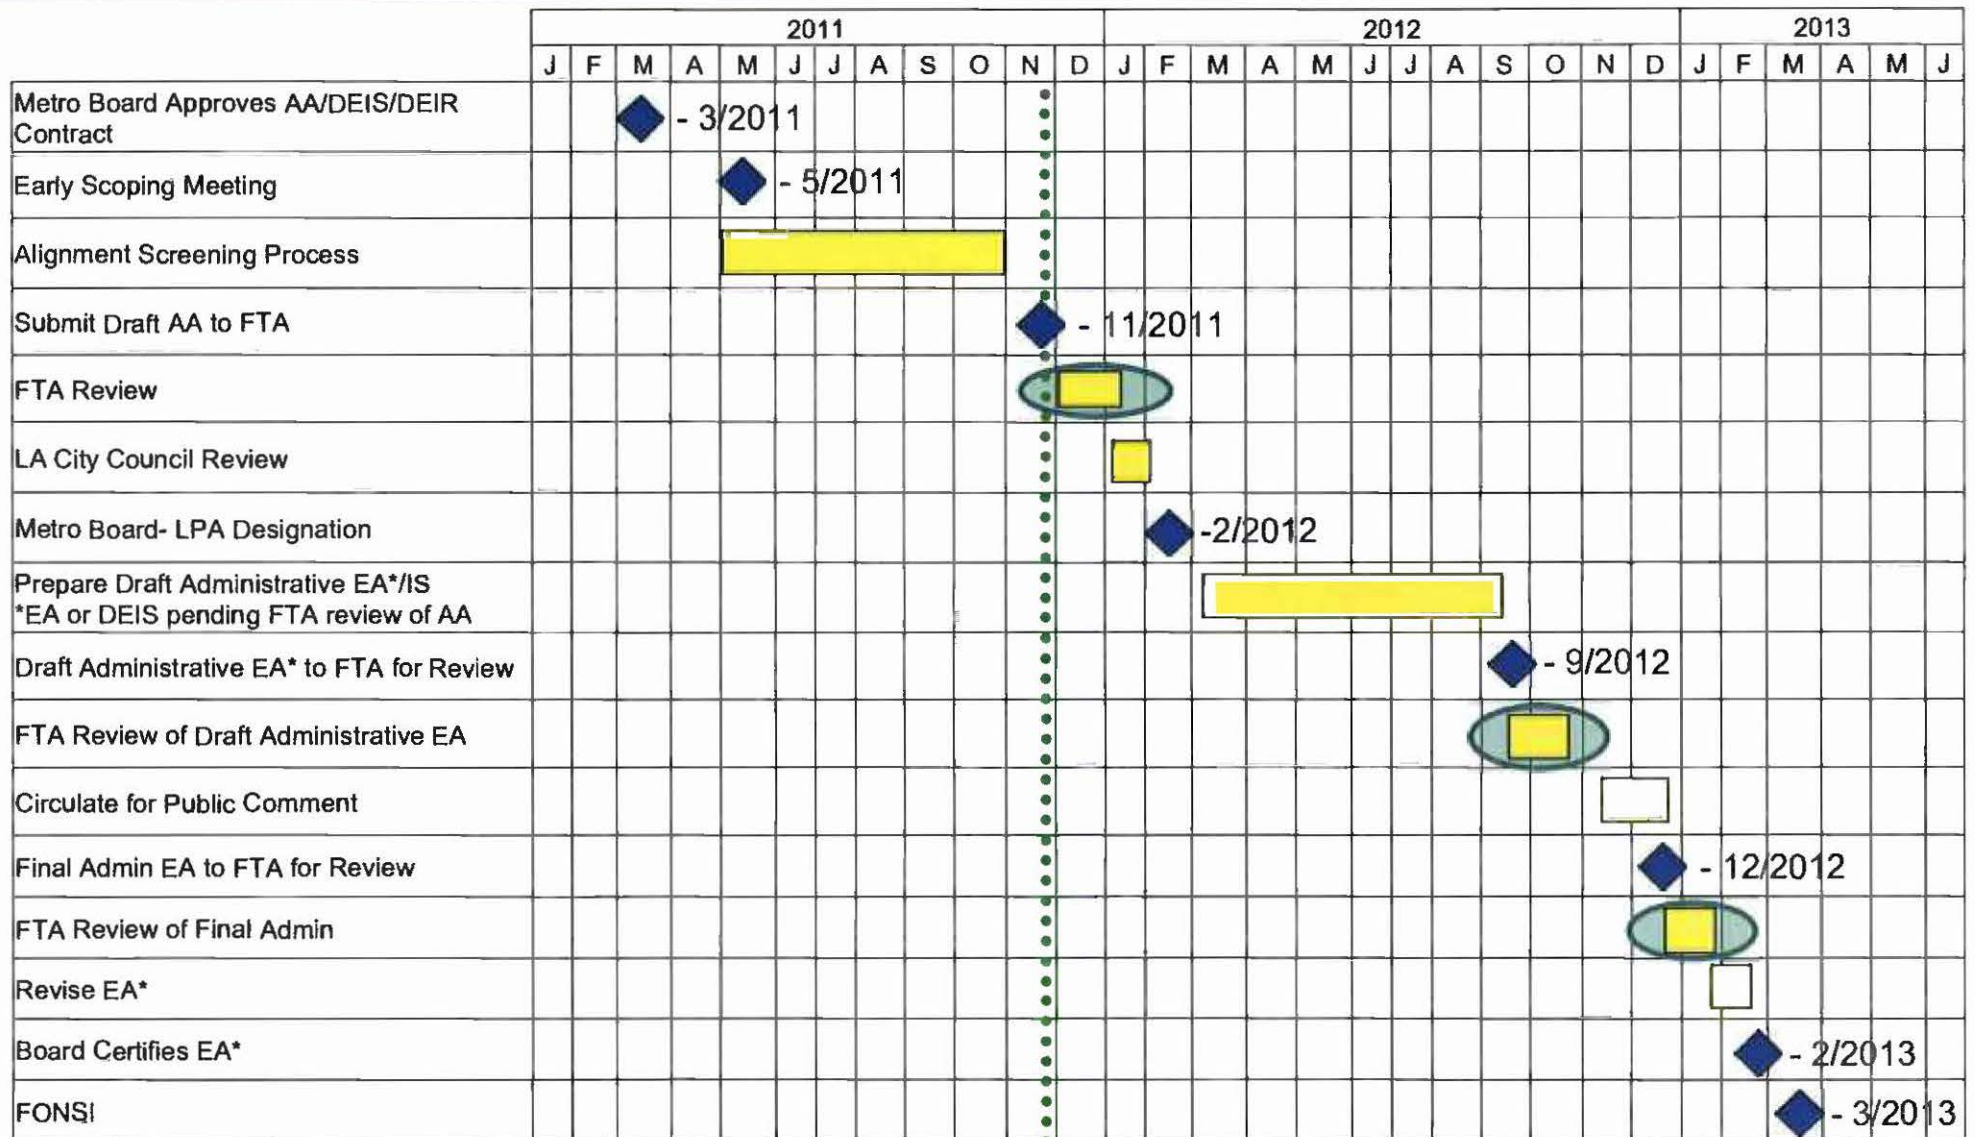 2011 2012 2013
J F M A M J J A S O N D J F M A M J J A S O N D J F M A M J
Metro Board Approves AA/DEIS/DEIR
Contract
- 3/2011
Early Scoping Meeting - 5/2011
Alignment Screening Process
Submit Draft AA to FTA - 11/2011
FTA Review
LA City Council Review
Metro Board- LPA Designation -2/2012
Prepare Draft Administrative EA*/IS
*EA or DEIS pending FTA review of AA
Draft Administrative EA* to FTA for Review - 9/2012
FTA Review of Draft Administrative EA
Circulate for Public Comment
Final Admin EA to FTA for Review - 12/2012
FTA Review of Final Admin
Revise EA*
Board Certifies EA* - 2/2013
FONSI - 3/2013